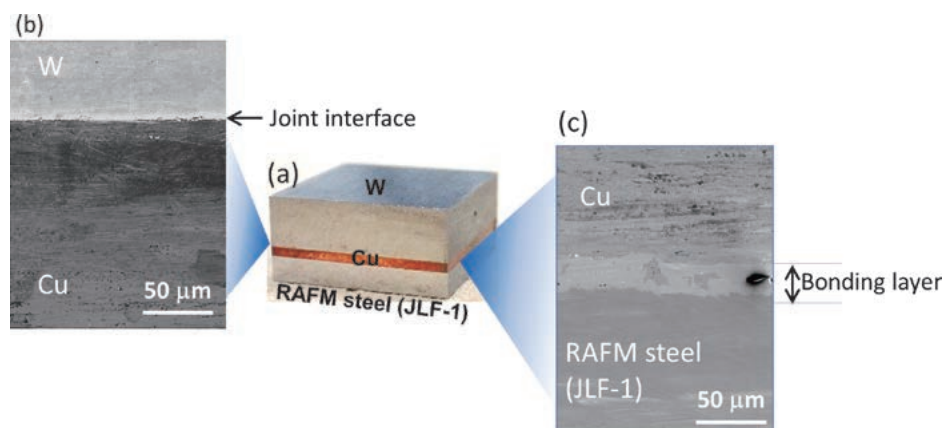 (b)
W
Joint interface
Cu
50 μm
(a)
W
Cu
RAFM steel (JLF-1)
(c)
Cu
Bonding layer
RAFM steel
(JLF-1)
50 μm